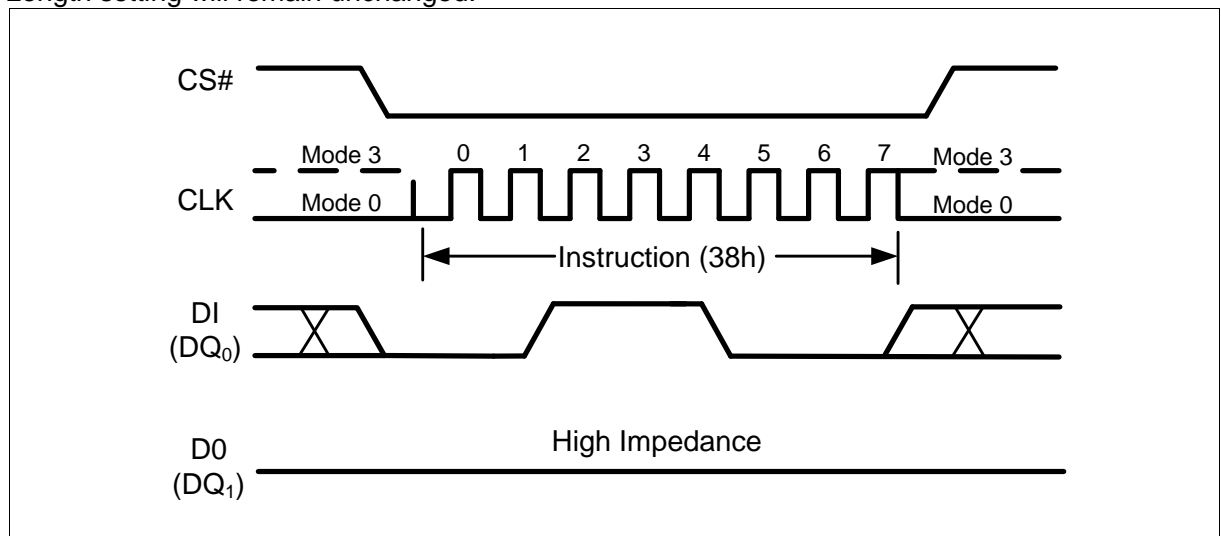 Length setting will remain unchanged.
CS#
Mode 3 0 1 2 3 4 5 6 7 Mode 3
CLK Mode 0 Mode 0
Instruction (38h)
DI
(DQ0)
D0 High Impedance
(DQ1)